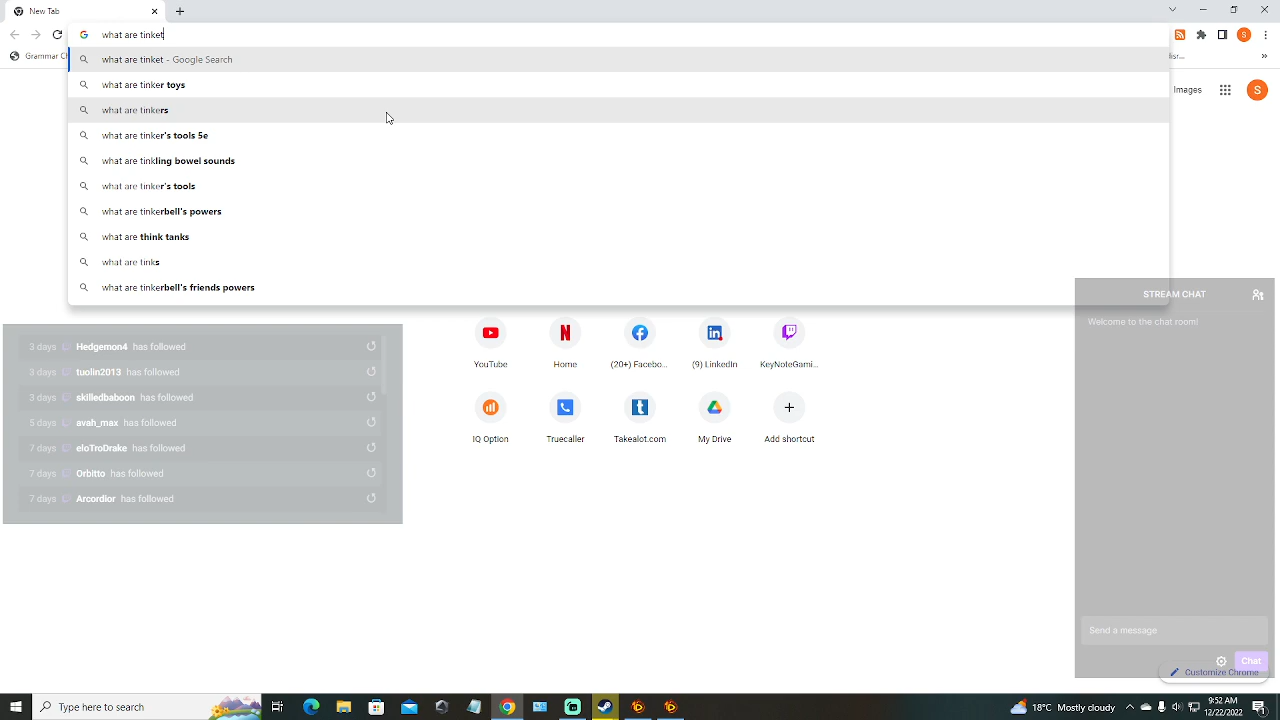 New Tab
what are tinket
Grammar Ch
isr...
»
what are tinket - Google Search
what are tinker toys
what are tinkers
what are tinker's tools 5e
what are tinkling bowel sounds
what are tinker's tools
what are tinkerbell's powers
what are think tanks
what are tinks
what are tinkerbell's friends powers
Images
S
S
STREAM CHAT
Welcome to the chat room!
3 days Hedgemon4 has followed
3 days tuolin2013 has followed
3 days skilledbaboon has followed
5 days avah_max has followed
7 days eloTroDrake has followed
7 days Orbitto has followed
7 days Arcordior has followed
YouTube
Home
(20+) Facebo...
(9) LinkedIn
KeyNoteGami...
IQ Option
Truecaller
Takealot.com
My Drive
Add shortcut
Send a message
Chat
Customize Chrome
Type here to search
18°C Mostly cloudy
9:52 AM
12/22/2022